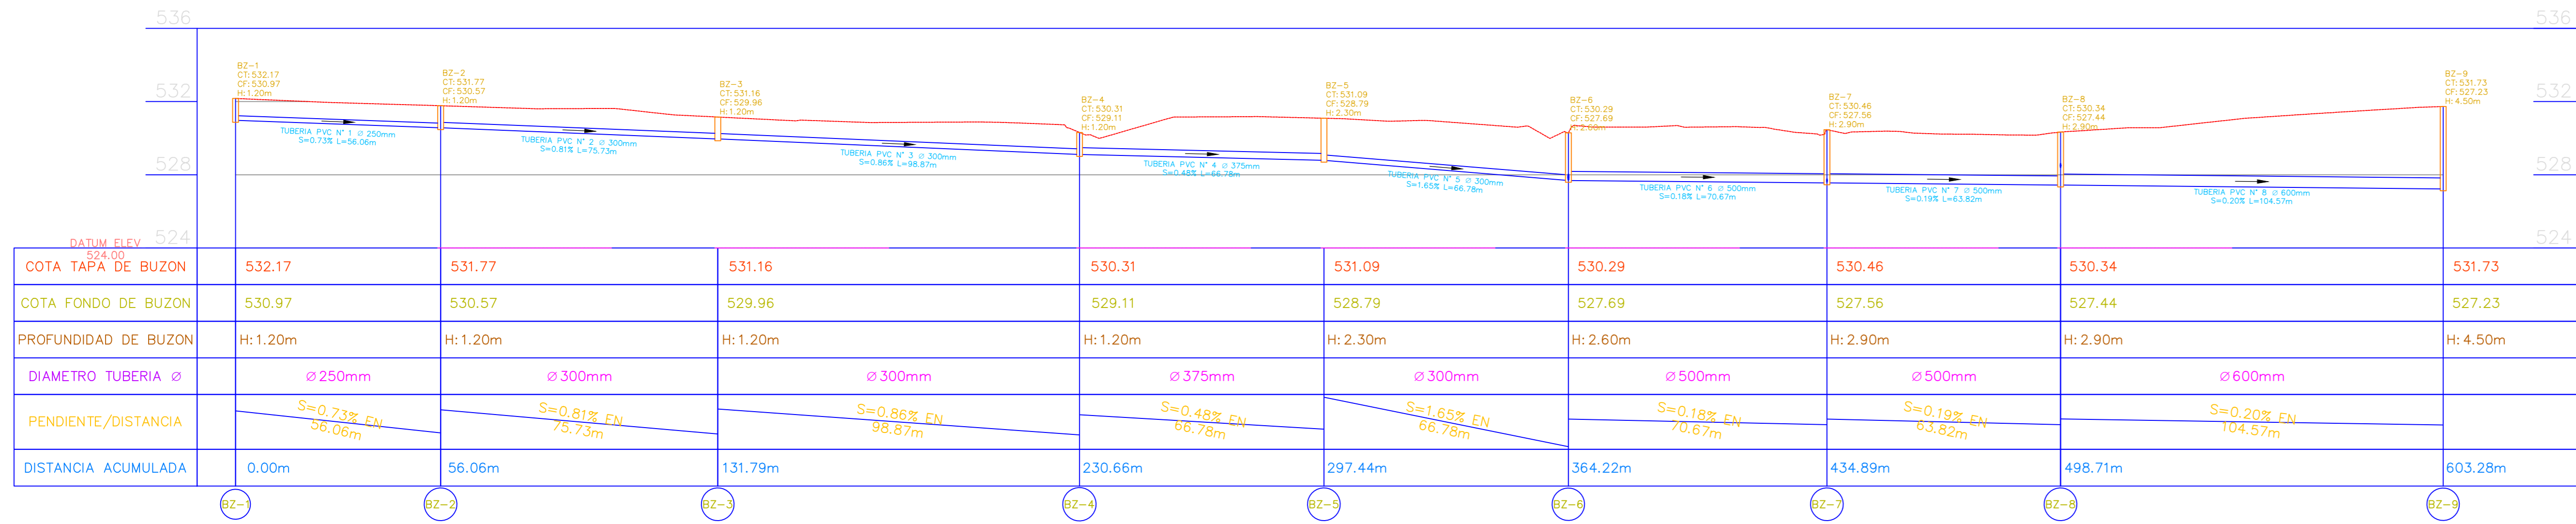 536
536
532
532
528
528
524
524
BZ-1
CT: 532.17
CF: 530.97
H: 1.20m
BZ-2
CT: 531.77
CF: 530.57
H: 1.20m
BZ-3
CT: 531.16
CF: 529.96
H: 1.20m
BZ-4
CT: 530.31
CF: 529.11
H: 1.20m
BZ-5
CT: 531.09
CF: 528.79
H: 2.30m
BZ-6
CT: 530.29
CF: 527.69
H: 2.60m
BZ-7
CT: 530.46
CF: 527.56
H: 2.90m
BZ-8
CT: 530.34
CF: 527.44
H: 2.90m
BZ-9
CT: 531.73
CF: 527.23
H: 4.50m
TUBERIA PVC N° 1 ∅ 250mm
S=0.73% L=56.06m
TUBERIA PVC N° 2 ∅ 300mm
S=0.81% L=75.73m
TUBERIA PVC N° 3 ∅ 300mm
S=0.86% L=98.87m
TUBERIA PVC N° 4 ∅ 375mm
S=0.48% L=66.78m
TUBERIA PVC N° 5 ∅ 300mm
S=1.65% L=66.78m
TUBERIA PVC N° 6 ∅ 500mm
S=0.18% L=70.67m
TUBERIA PVC N° 7 ∅ 500mm
S=0.19% L=63.82m
TUBERIA PVC N° 8 ∅ 600mm
S=0.20% L=104.57m
DATUM ELEV
524.00
COTA TAPA DE BUZON 532.17 531.77 531.16 530.31 531.09 530.29 530.46 530.34 531.73
COTA FONDO DE BUZON 530.97 530.57 529.96 529.11 528.79 527.69 527.56 527.44 527.23
PROFUNDIDAD DE BUZON H: 1.20m H: 1.20m H: 1.20m H: 1.20m H: 2.30m H: 2.60m H: 2.90m H: 2.90m H: 4.50m
DIAMETRO TUBERIA ∅ ∅ 250mm ∅ 300mm ∅ 300mm ∅ 375mm ∅ 300mm ∅ 500mm ∅ 500mm ∅ 600mm
PENDIENTE/DISTANCIA
S=0.73% EN
56.06m
S=0.81% EN
75.73m
S=0.86% EN
98.87m
S=0.48% EN
66.78m
S=1.65% EN
66.78m
S=0.18% EN
70.67m
S=0.19% EN
63.82m
S=0.20% EN
104.57m
DISTANCIA ACUMULADA 0.00m 56.06m 131.79m 230.66m 297.44m 364.22m 434.89m 498.71m 603.28m
BZ-1 BZ-2 BZ-3 BZ-4 BZ-5 BZ-6 BZ-7 BZ-8 BZ-9